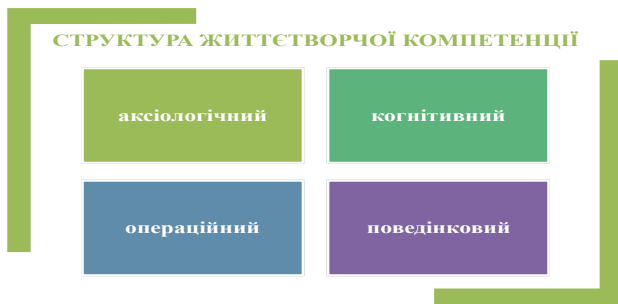 СТРУКТУРА ЖИТТЄТВОРЧОЇ КОМПЕТЕНЦІЇ
аксіологічний
когнітивний
операційний
поведінковий